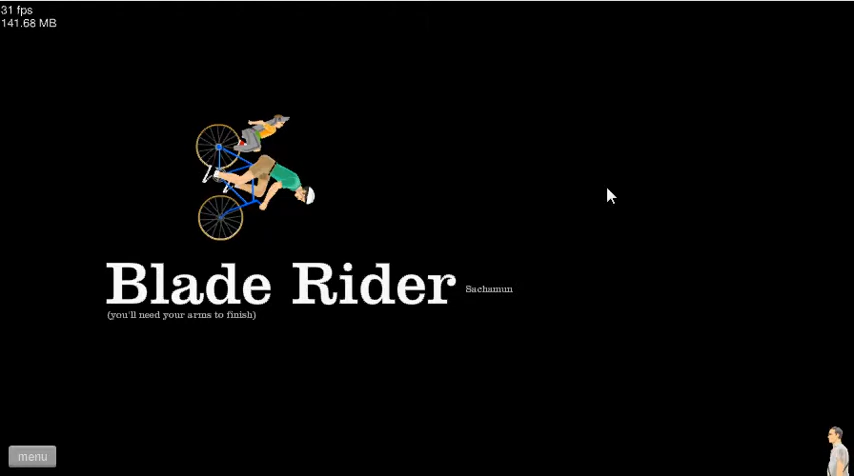 31 fps
141.68 MB
Blade Rider Sachamun
(you'll need your arms to finish)
menu